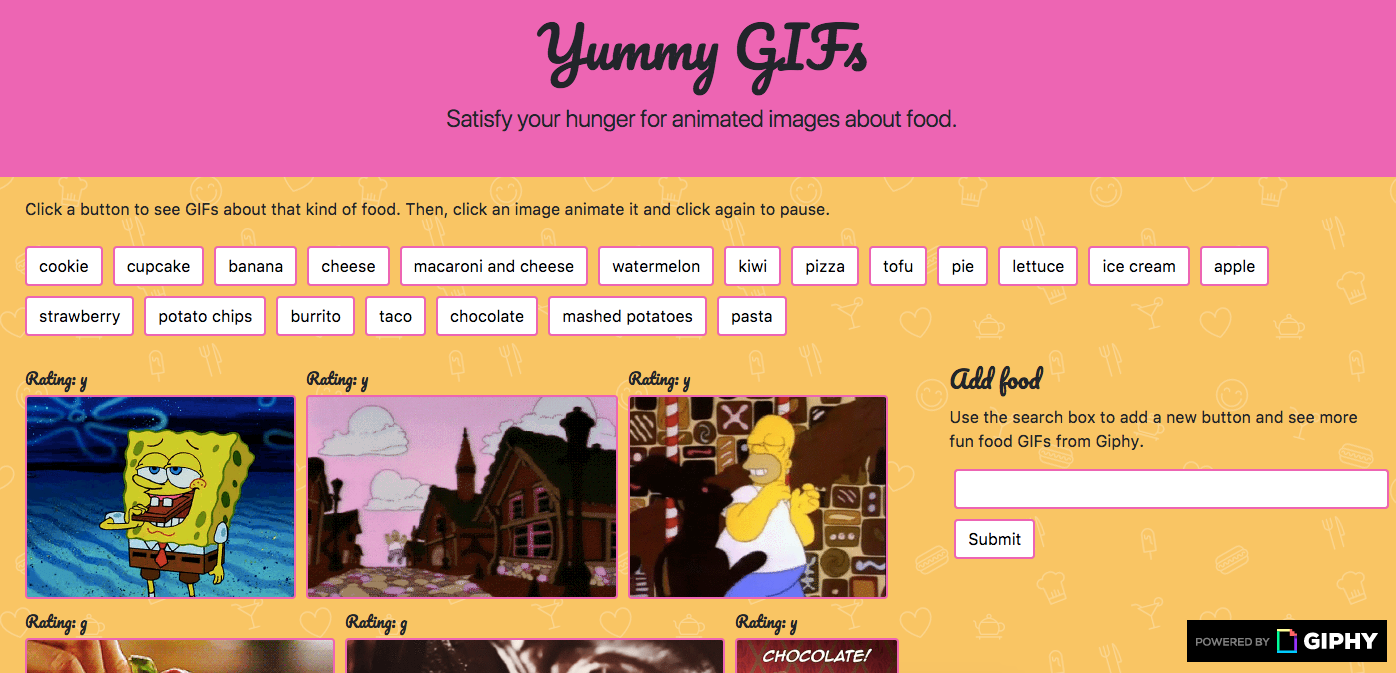 Yummy GIFs
Satisfy your hunger for animated images about food.
Click a button to see GIFs about that kind of food. Then, click an image animate it and click again to pause.
cookie cupcake banana cheese macaroni and cheese watermelon kiwi pizza tofu pie lettuce ice cream apple
strawberry potato chips burrito taco chocolate mashed potatoes pasta
Rating: y Rating: y Rating: y
Add food
Use the search box to add a new button and see more
fun food GIFs from Giphy.
Submit
Rating: g Rating: g Rating: y
CHOCOLATE!
POWERED BY GIPHY